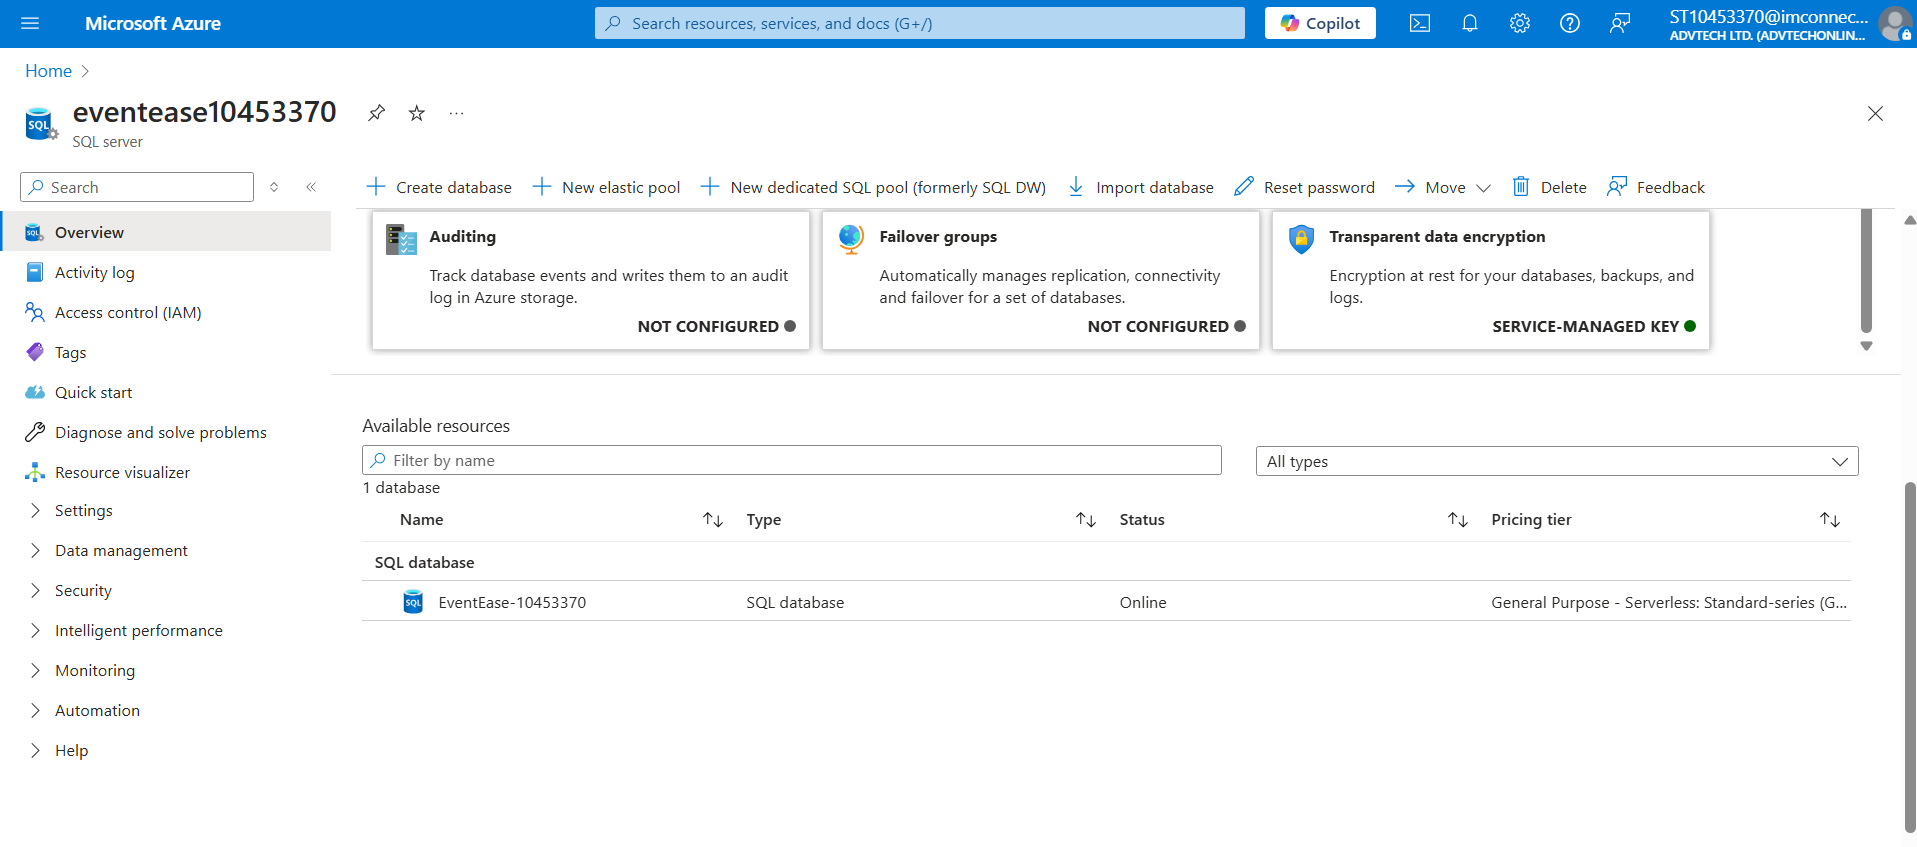 Microsoft Azure
Search resources, services, and docs (G+/)
Copilot
ST10453370@imconnec...
ADVTECH LTD. (ADVTECHONLIN...
Home
eventease10453370
SQL
SQL server
Search
Create database
New elastic pool
New dedicated SQL pool (formerly SQL DW)
Import database
Reset password
Move
Delete
Feedback
Overview
Activity log
Access control (IAM)
Tags
Quick start
Diagnose and solve problems
Resource visualizer
Settings
Data management
Security
Intelligent performance
Monitoring
Automation
Help
Auditing
Track database events and writes them to an audit
log in Azure storage.
NOT CONFIGURED
Failover groups
Automatically manages replication, connectivity
and failover for a set of databases.
NOT CONFIGURED
Transparent data encryption
Encryption at rest for your databases, backups, and
logs.
SERVICE-MANAGED KEY
Available resources
Filter by name
All types
1 database
Name Type Status Pricing tier
SQL database
SQL EventEase-10453370 SQL database Online General Purpose - Serverless: Standard-series (G...